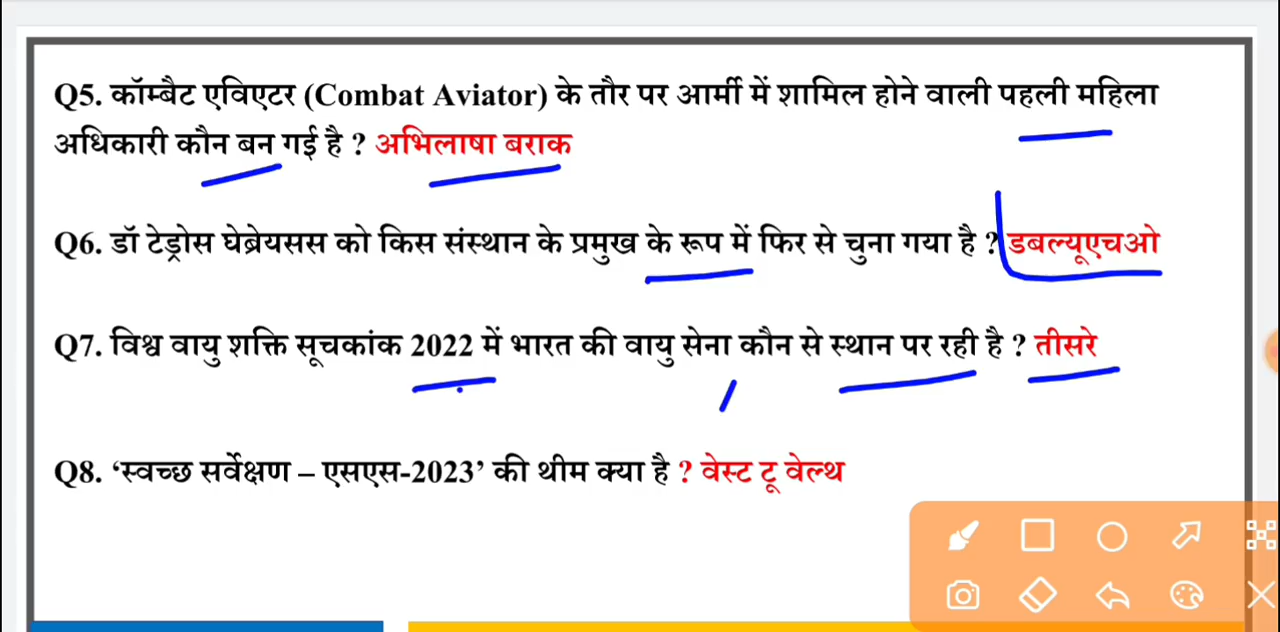 Q5. कॉम्बैट एविएटर (Combat Aviator) के तौर पर आर्मी में शामिल होने वाली पहली महिला
अधिकारी कौन बन गई है ? अभिलाषा बराक
Q6. डॉ टेड्रोस घेब्रेयसस को किस संस्थान के प्रमुख के रूप में फिर से चुना गया है ? डबल्यूएचओ
Q7. विश्व वायु शक्ति सूचकांक 2022 में भारत की वायु सेना कौन से स्थान पर रही है ? तीसरे
Q8. ‘स्वच्छ सर्वेक्षण – एसएस-2023’ की थीम क्या है ? वेस्ट टू वेल्थ